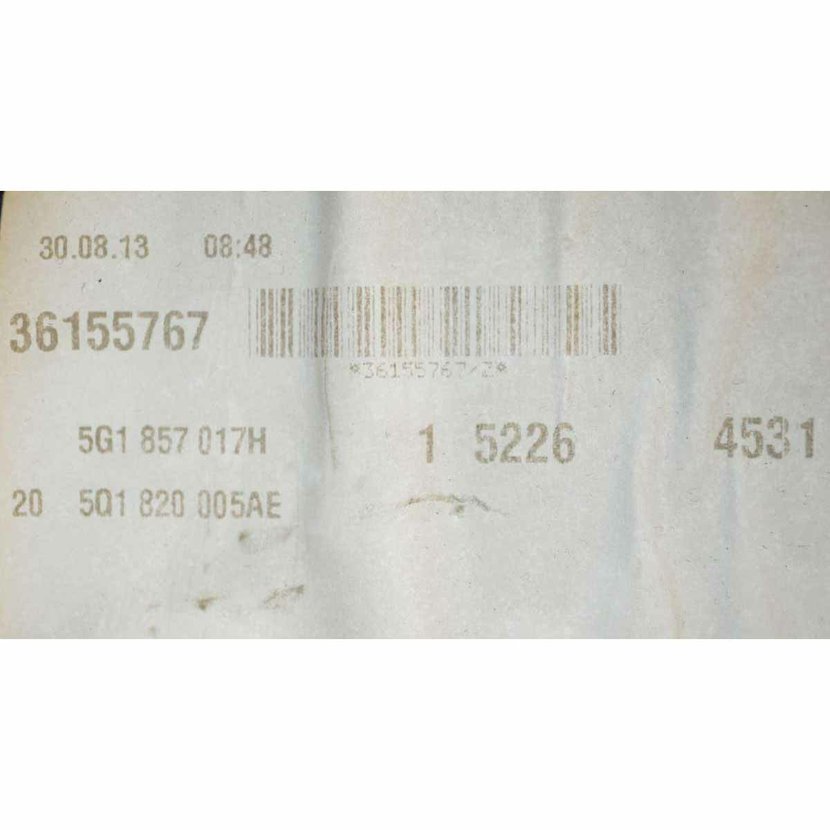 30.08.13 08:48
36155767
*36155767/Z*
5G1 857 017H 1 5226 4531
20 5Q1 820 005AE